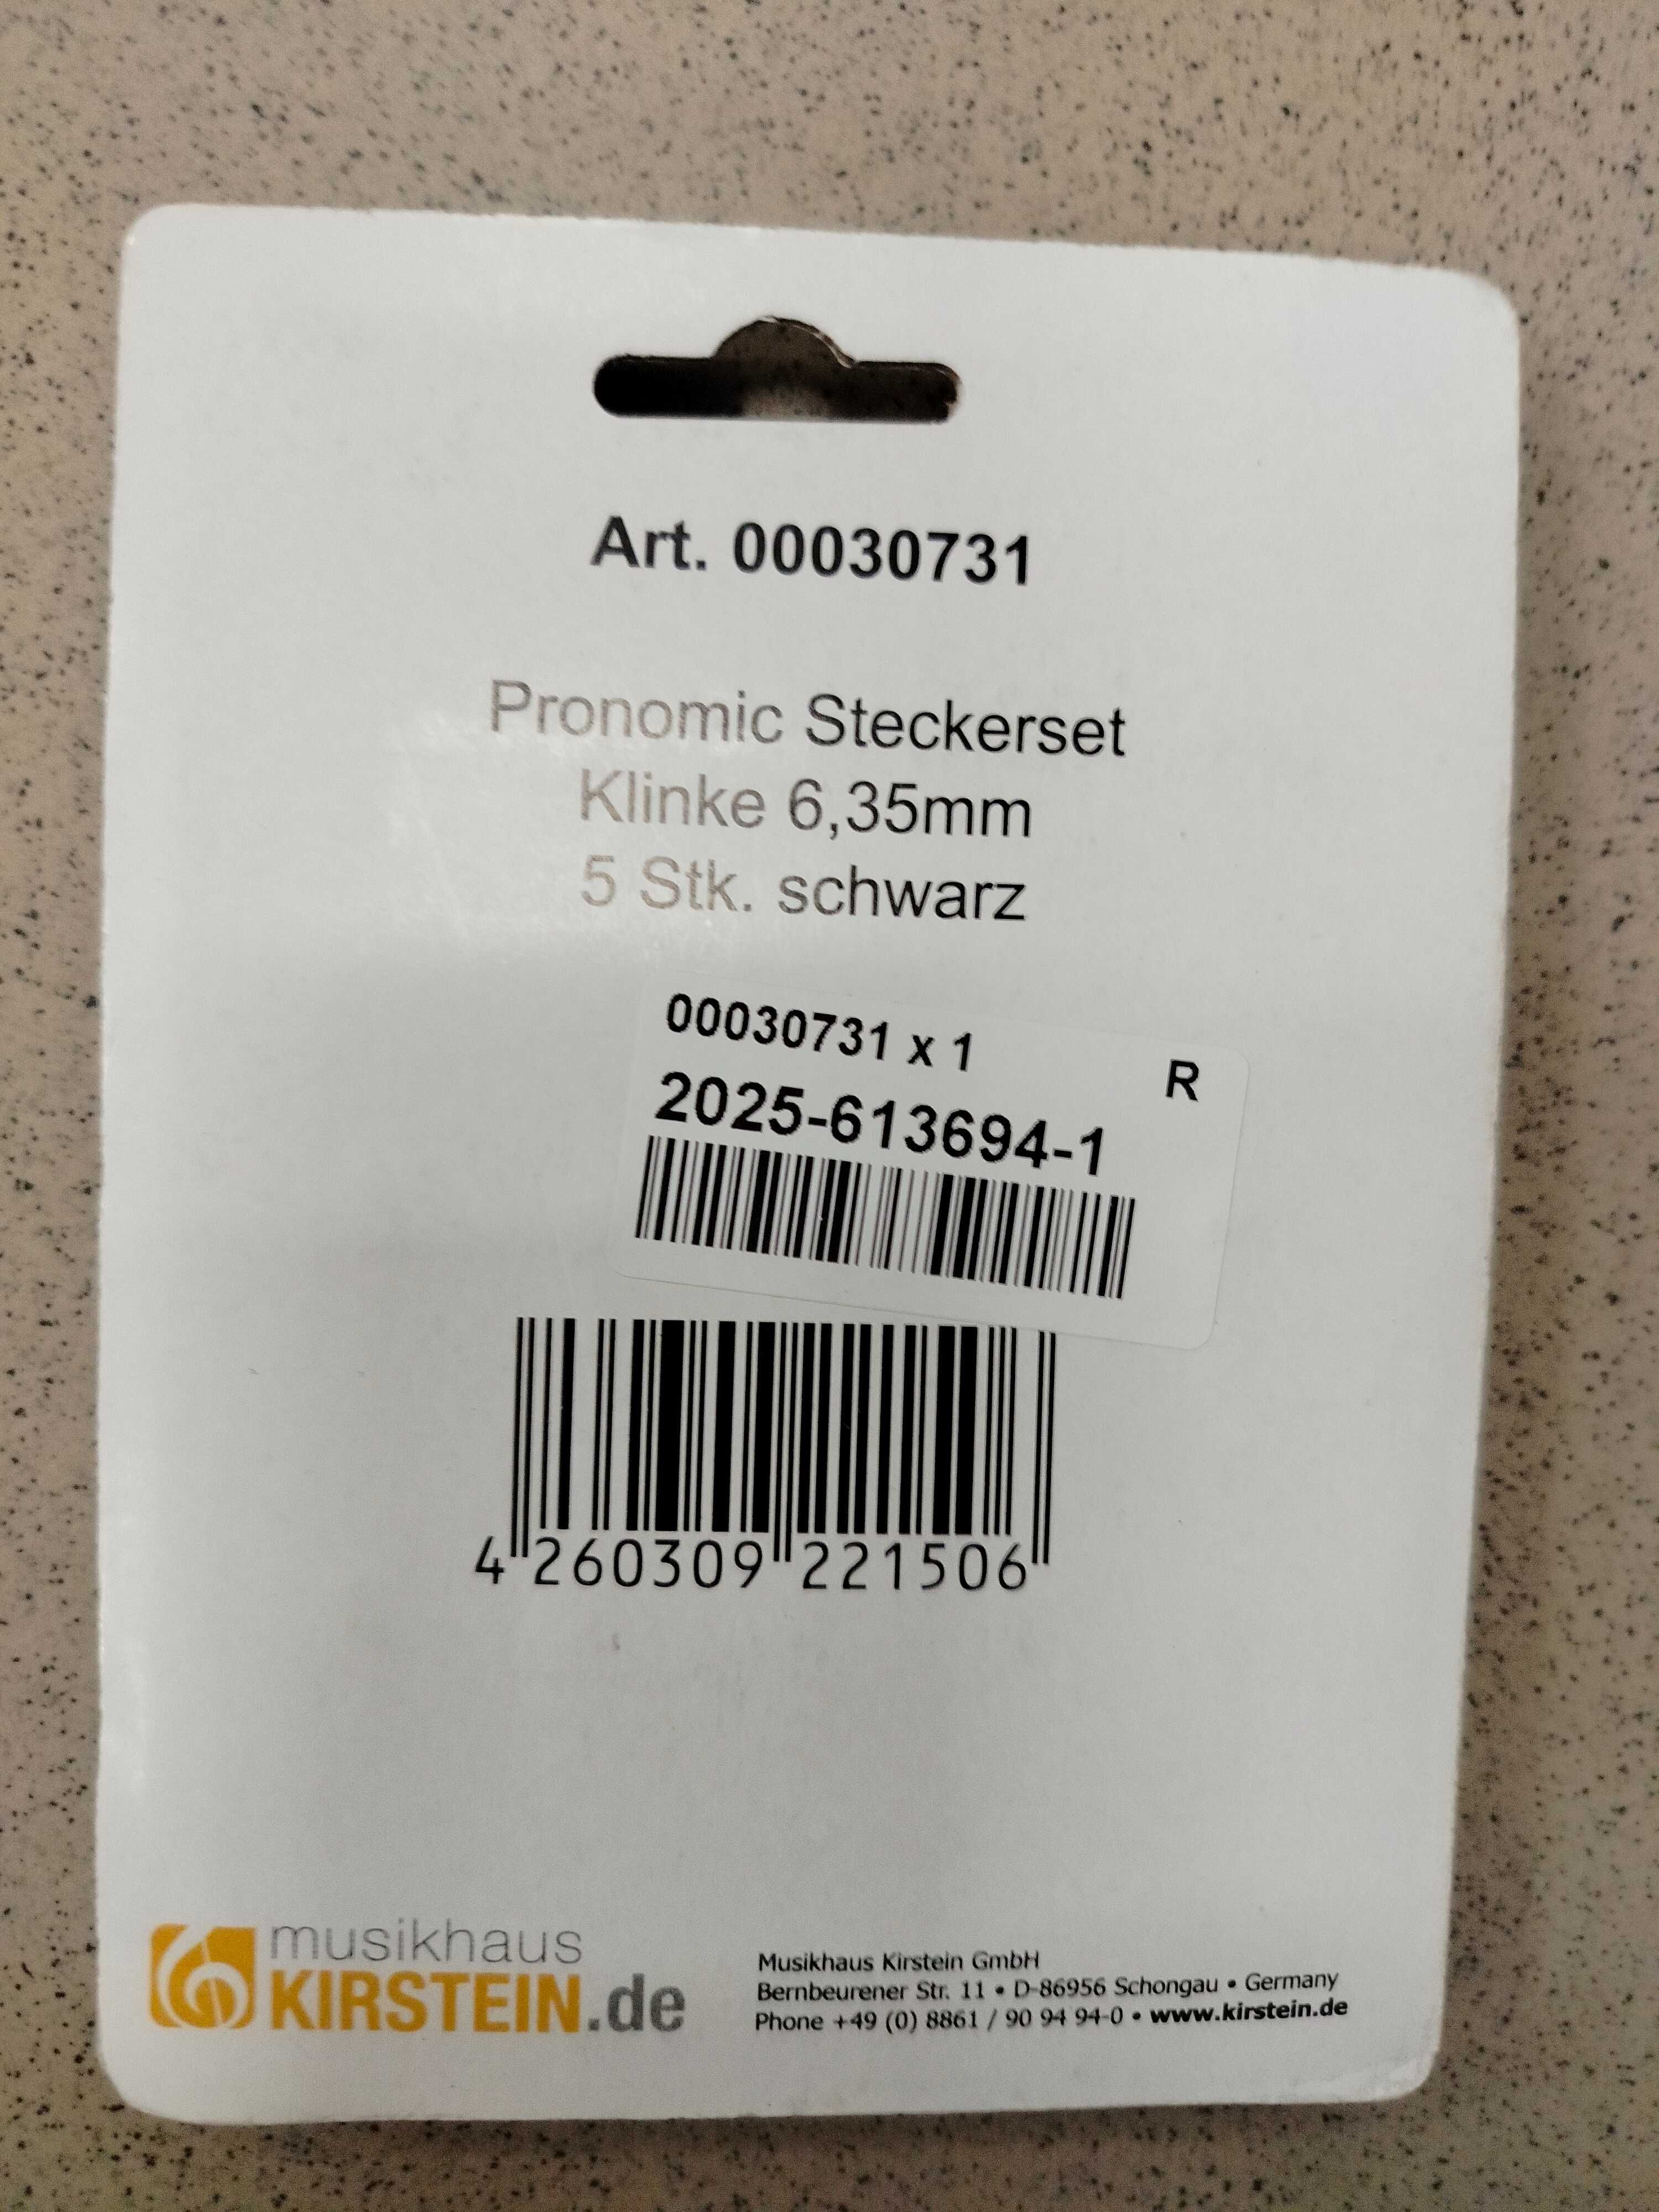 Art. 00030731
Pronomic Steckerset
Klinke 6,35mm
5 Stk. schwarz
00030731 x 1
R
2025-613694-1
4 260309 221506
musikhaus
KIRSTEIN.de
Musikhaus Kirstein GmbH
Bernbeurener Str. 11 • D-86956 Schongau • Germany
Phone +49 (0) 8861 / 90 94 94-0 • www.kirstein.de